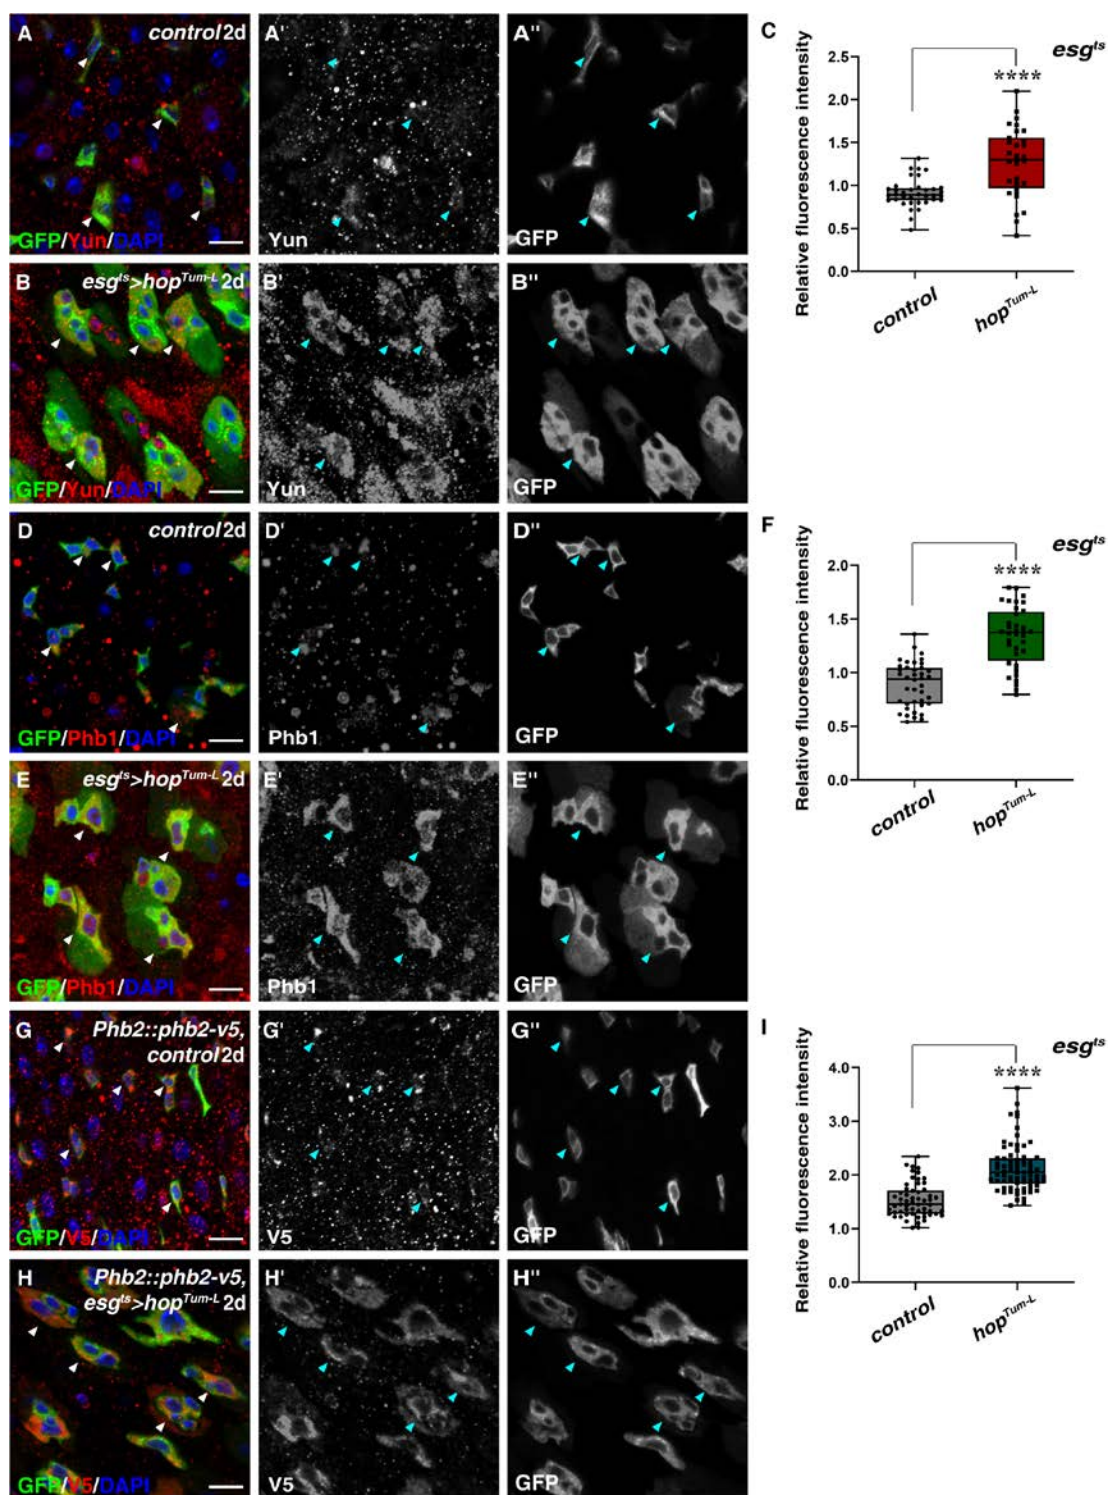 A
control 2d
GFP/Yun/DAPI
A'
Yun
A''
GFP
C
esg^ts
Relative fluorescence intensity
2.5
2.0
1.5
1.0
0.5
0.0
****
control
hop^Tum-L
B
esg^ts>hop^Tum-L 2d
GFP/Yun/DAPI
B'
Yun
B''
GFP
D
control 2d
GFP/Phb1/DAPI
D'
Phb1
D''
GFP
F
esg^ts
Relative fluorescence intensity
2.0
1.5
1.0
0.5
0.0
****
control
hop^Tum-L
E
esg^ts>hop^Tum-L 2d
GFP/Phb1/DAPI
E'
Phb1
E''
GFP
G
Phb2::phb2-v5,
control 2d
GFP/V5/DAPI
G'
V5
G''
GFP
I
esg^ts
Relative fluorescence intensity
4.0
3.0
2.0
1.0
0.0
****
control
hop^Tum-L
H
Phb2::phb2-v5,
esg^ts>hop^Tum-L 2d
GFP/V5/DAPI
H'
V5
H''
GFP